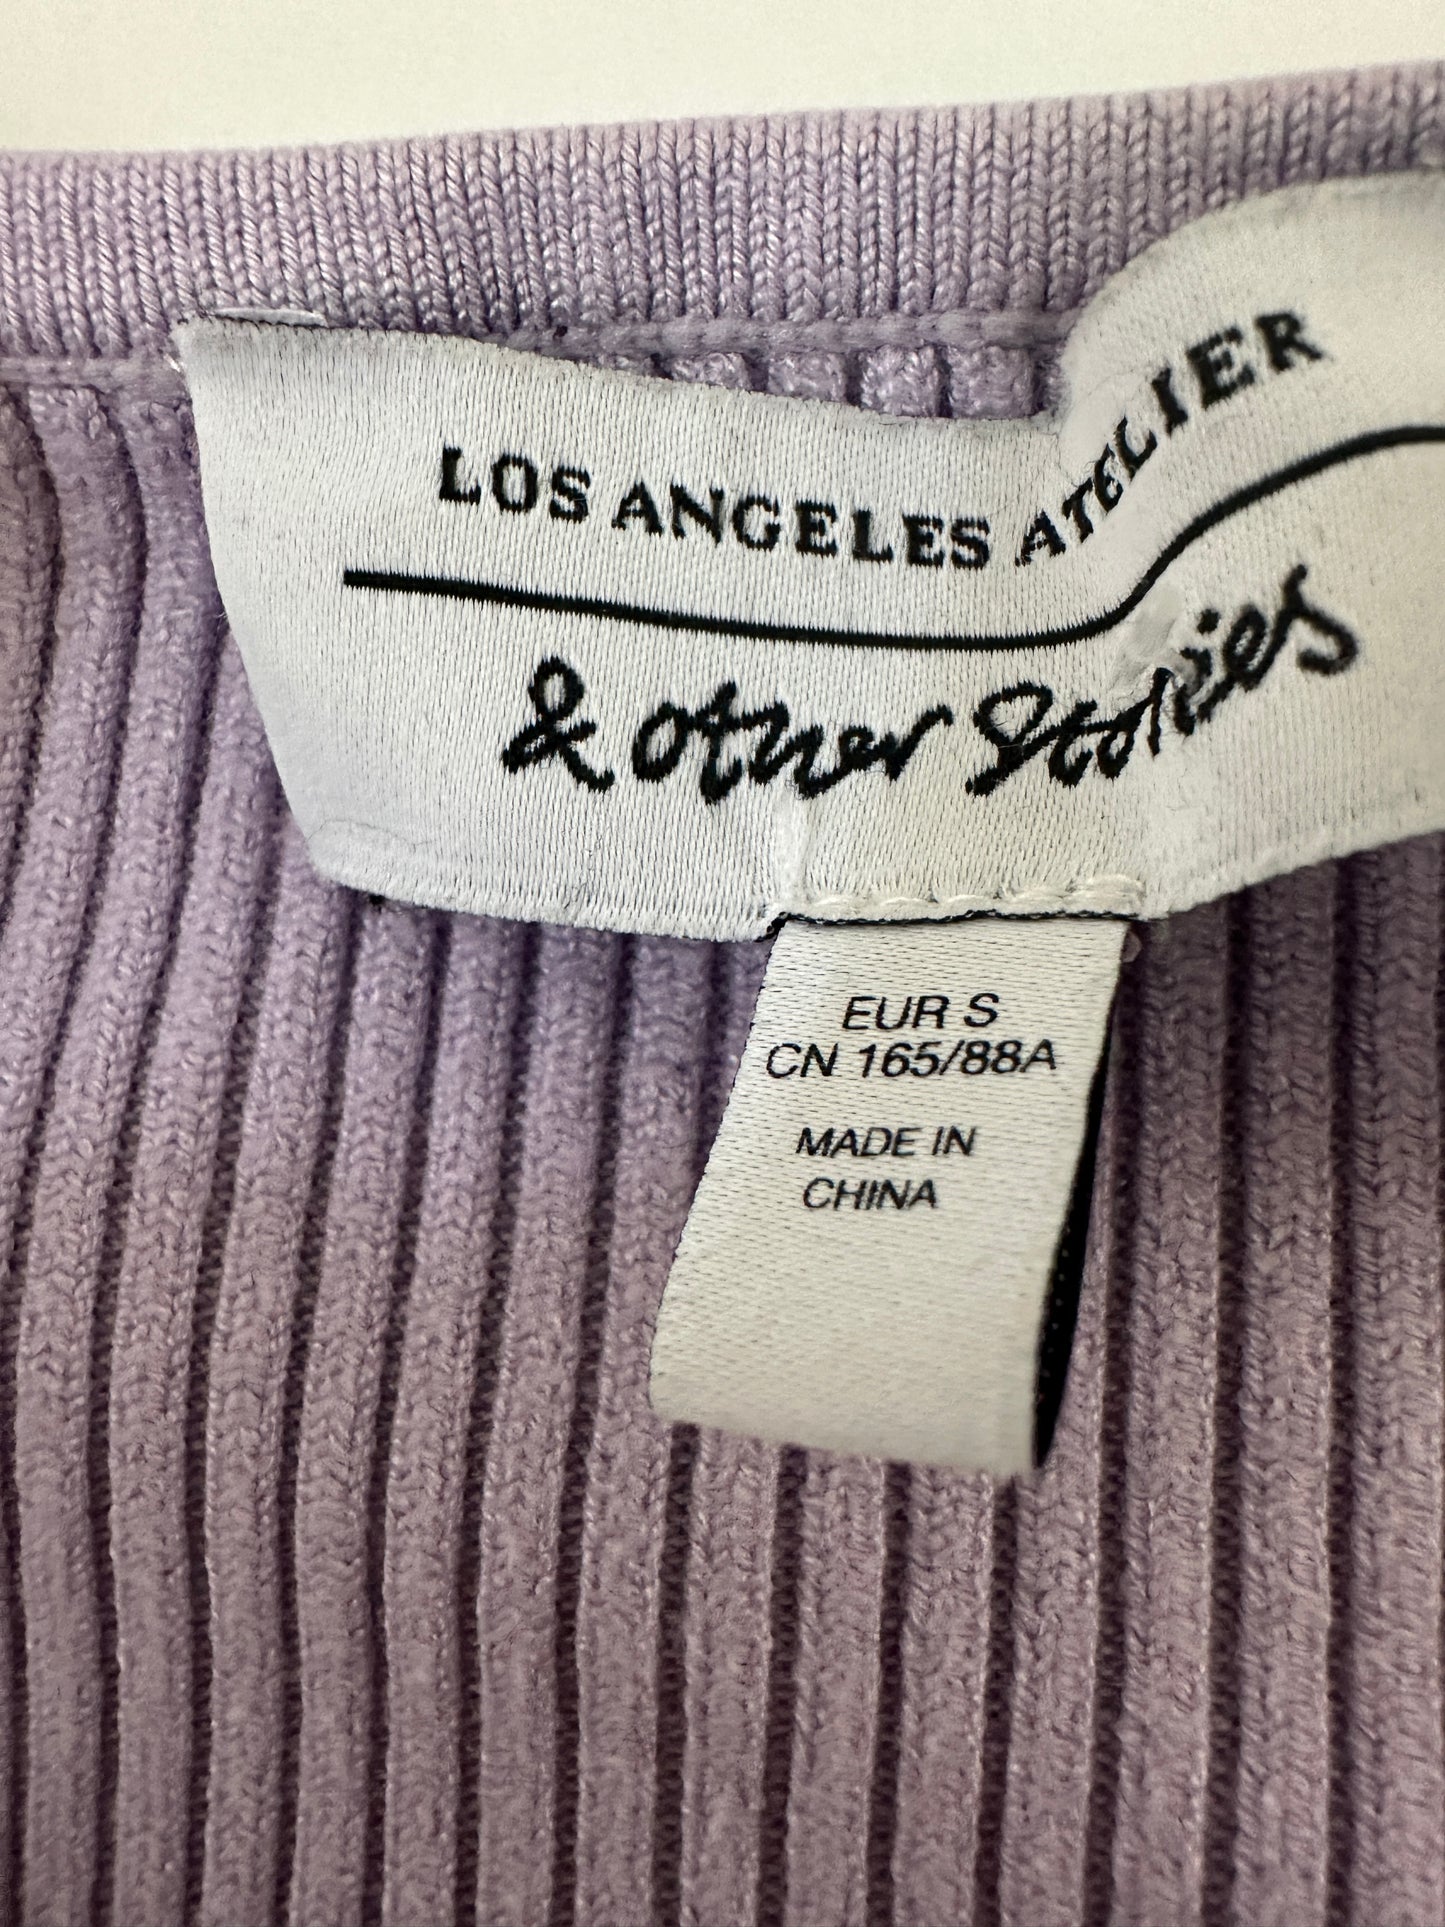 LOS ANGELES ATELIER
& other Stories
EUR S
CN 165/88A
MADE IN
CHINA